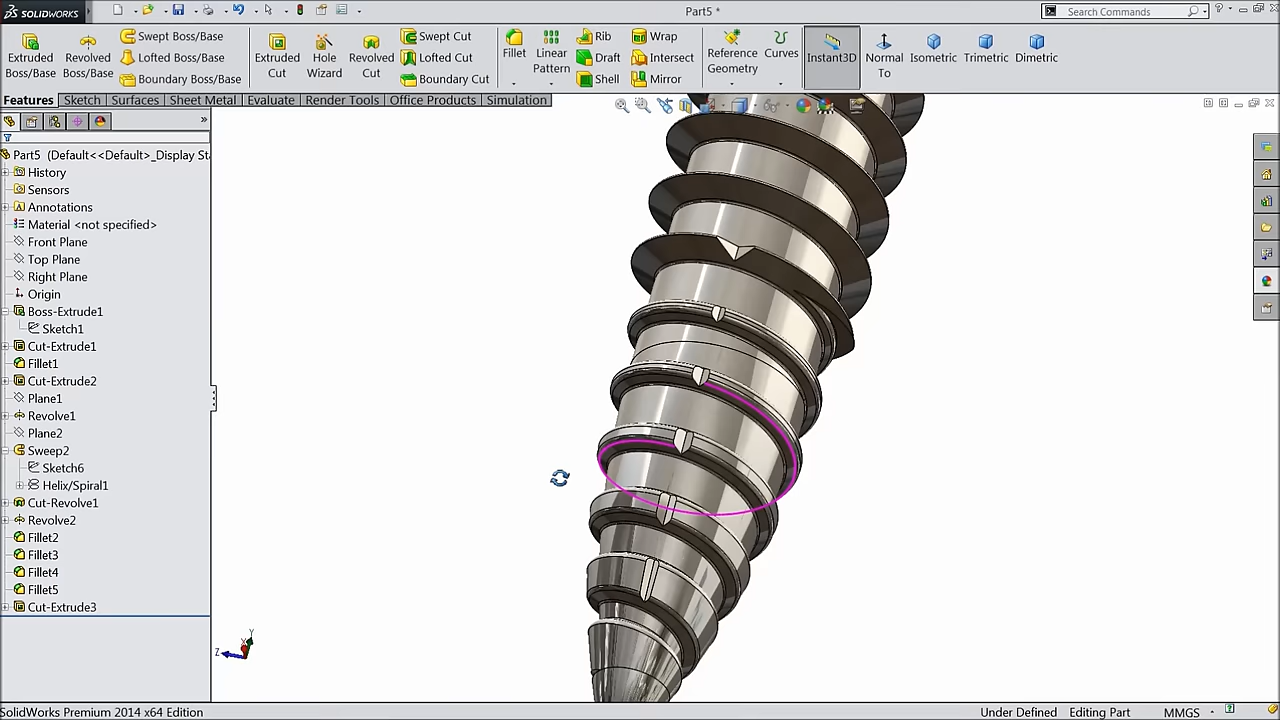 SOLIDWORKS
Part5 *
Search Commands
Extruded Boss/Base
Revolved Boss/Base
Swept Boss/Base
Lofted Boss/Base
Boundary Boss/Base
Extruded Cut
Hole Wizard
Revolved Cut
Swept Cut
Lofted Cut
Boundary Cut
Fillet
Linear Pattern
Rib
Draft
Shell
Wrap
Intersect
Mirror
Reference Geometry
Curves
Instant3D
Normal To
Isometric
Trimetric
Dimetric
Features
Sketch
Surfaces
Sheet Metal
Evaluate
Render Tools
Office Products
Simulation
Part5 (Default<<Default>_Display Sta
History
Sensors
Annotations
Material <not specified>
Front Plane
Top Plane
Right Plane
Origin
Boss-Extrude1
Sketch1
Cut-Extrude1
Fillet1
Cut-Extrude2
Plane1
Revolve1
Plane2
Sweep2
Sketch6
Helix/Spiral1
Cut-Revolve1
Revolve2
Fillet2
Fillet3
Fillet4
Fillet5
Cut-Extrude3
Y
X
Z
SolidWorks Premium 2014 x64 Edition
Under Defined
Editing Part
MMGS